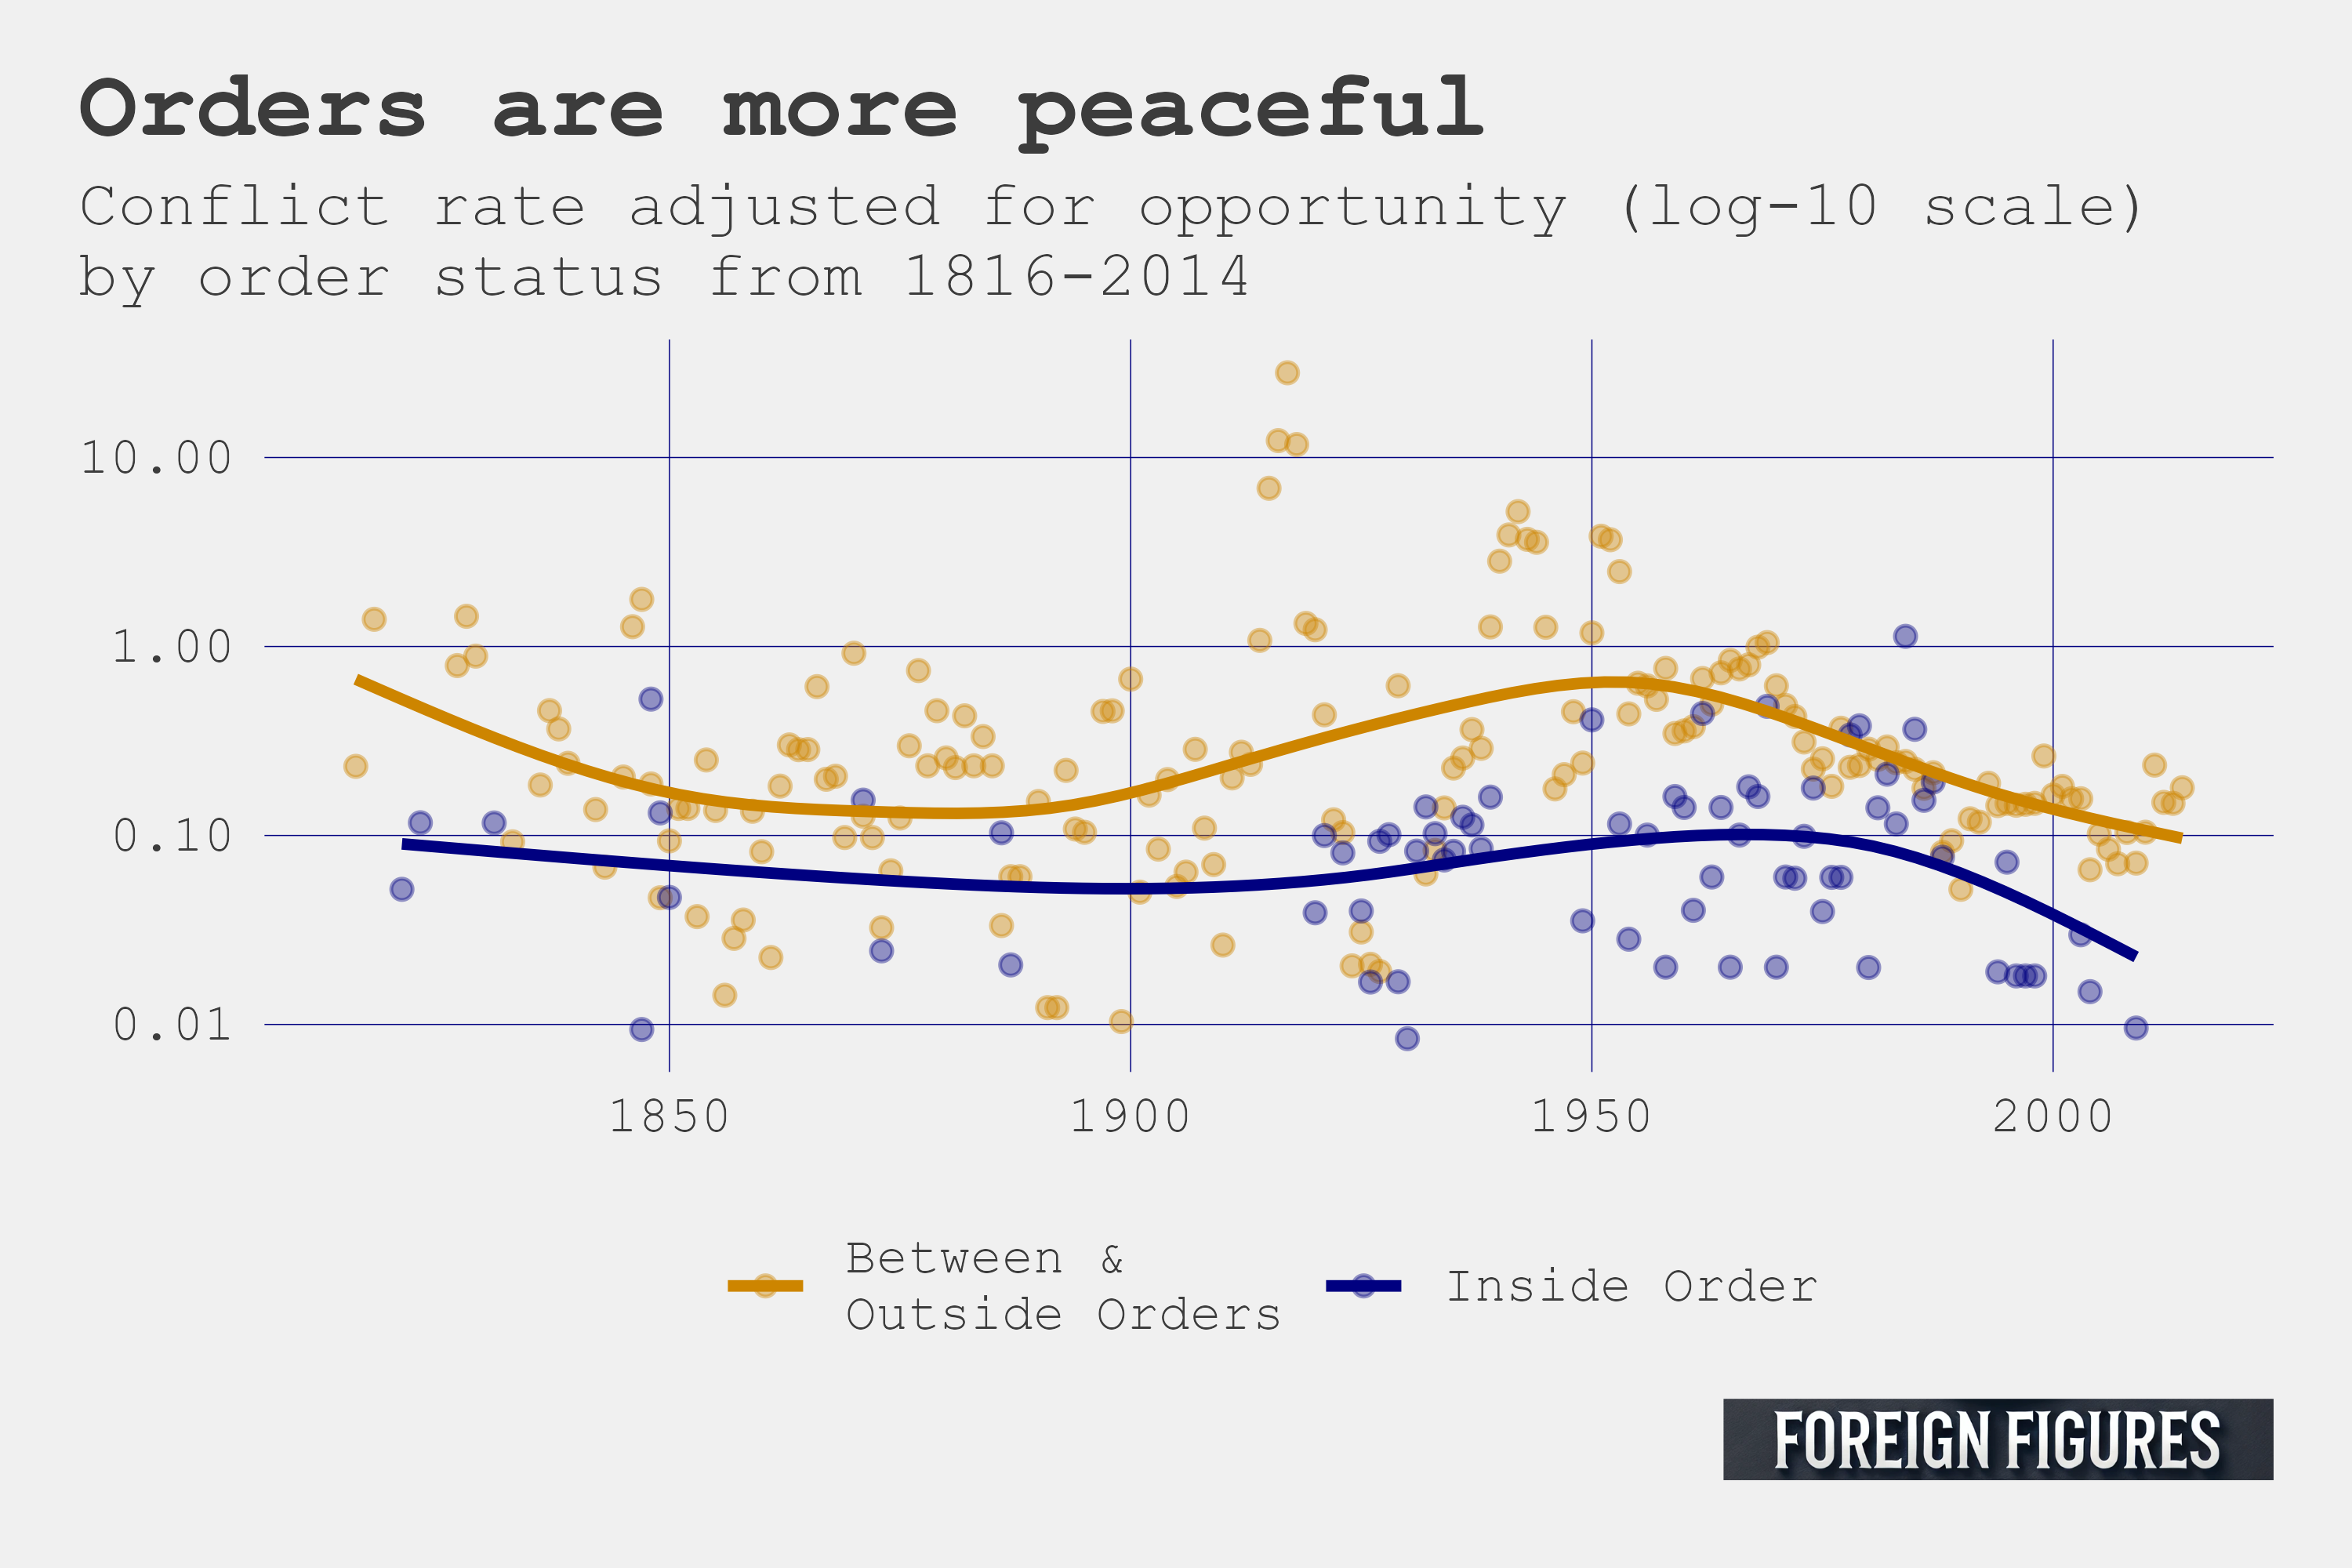 Orders are more peaceful
Conflict rate adjusted for opportunity (log-10 scale)
by order status from 1816-2014
10.00
1.00
0.10
0.01
1850
1900
1950
2000
Between &
Outside Orders
Inside Order
FOREIGN FIGURES